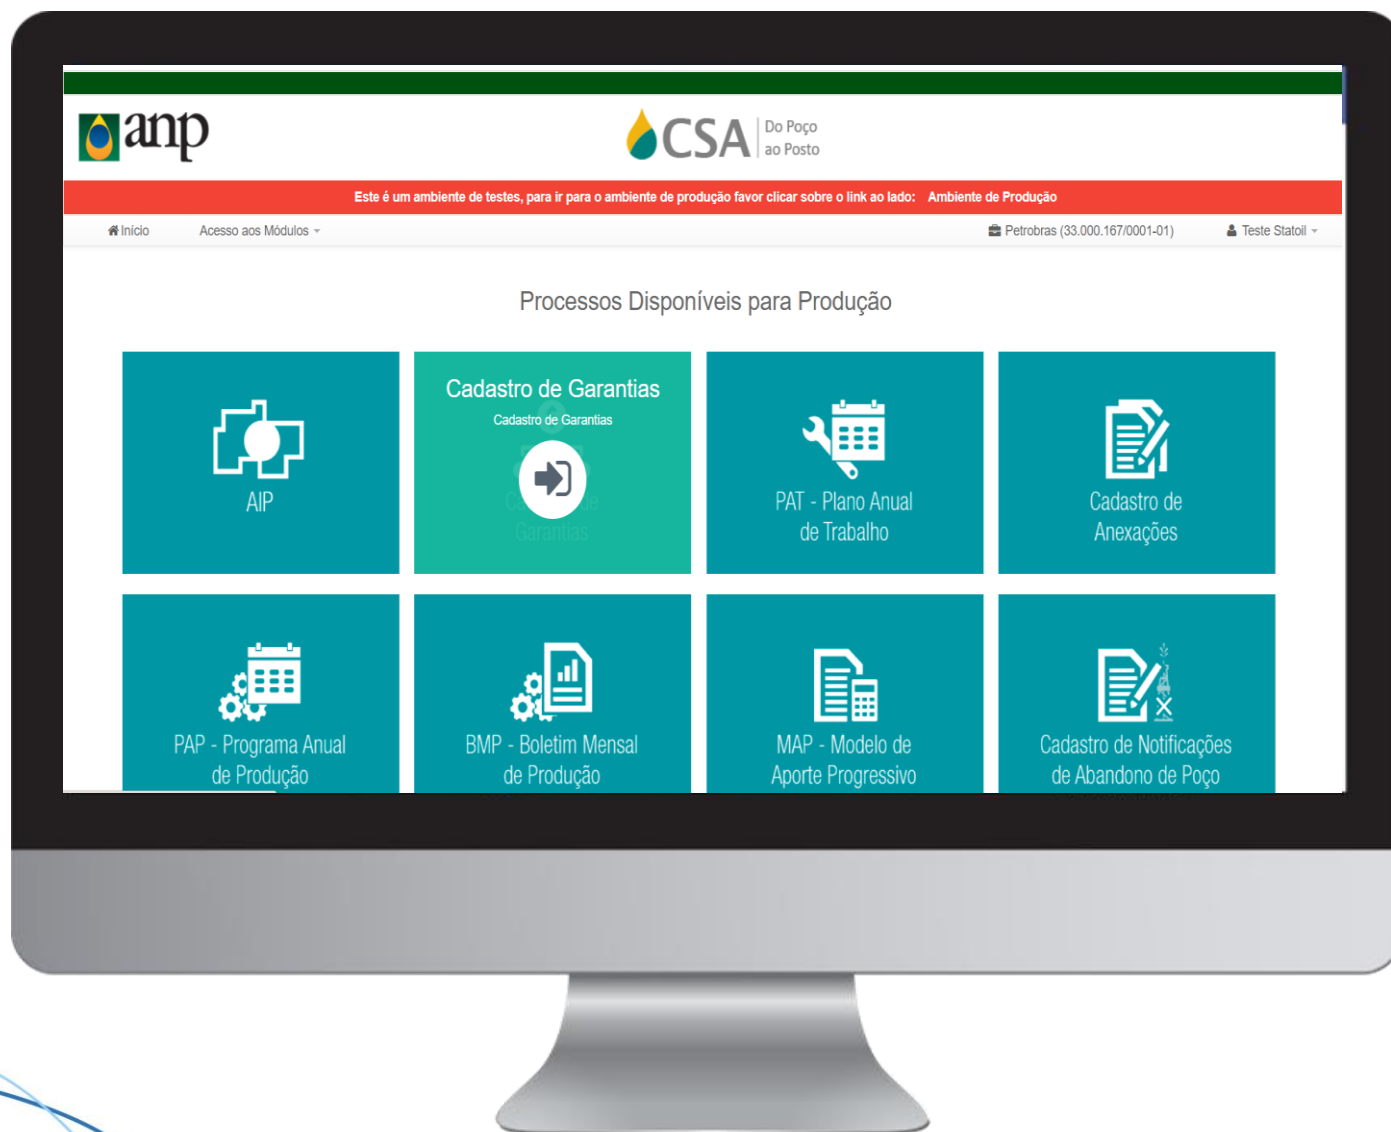 anp
CSA
Do Poço
ao Posto
Este é um ambiente de testes, para ir para o ambiente de produção favor clicar sobre o link ao lado: Ambiente de Produção
Início
Acesso aos Módulos
Petrobras (33.000.167/0001-01)
Teste Statoil
Processos Disponíveis para Produção
AIP
Cadastro de Garantias
Cadastro de Garantias
Garantias
PAT - Plano Anual
de Trabalho
Cadastro de
Anexações
PAP - Programa Anual
de Produção
BMP - Boletim Mensal
de Produção
MAP - Modelo de
Aporte Progressivo
Cadastro de Notificações
de Abandono de Poço